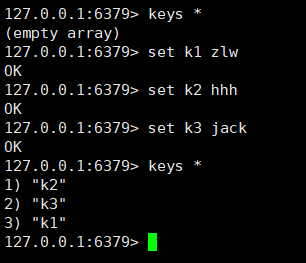 127.0.0.1:6379> keys *
(empty array)
127.0.0.1:6379> set k1 zlw
OK
127.0.0.1:6379> set k2 hhh
OK
127.0.0.1:6379> set k3 jack
OK
127.0.0.1:6379> keys *
1) "k2"
2) "k3"
3) "k1"
127.0.0.1:6379>